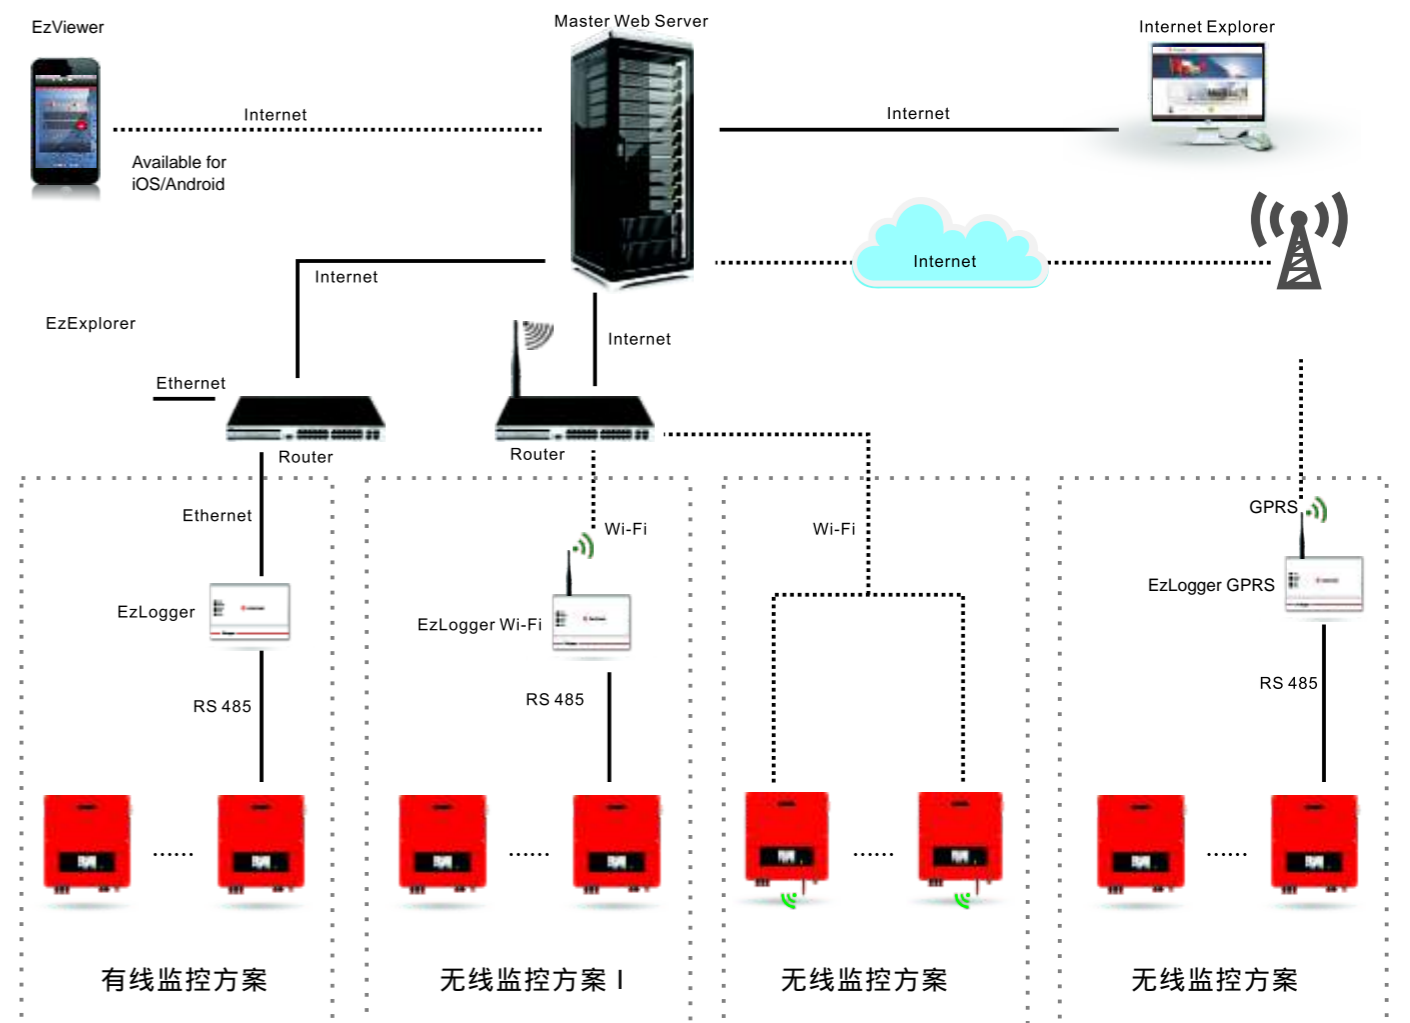 EzViewer
Master Web Server
Internet Explorer
Internet
Internet
Available for
iOS/Android
Internet
Internet
EzExplorer
Internet
Ethernet
Router
Router
Ethernet
Wi-Fi
Wi-Fi
GPRS
EzLogger
EzLogger Wi-Fi
EzLogger GPRS
RS 485
RS 485
RS 485
······
······
······
······
有线监控方案
无线监控方案 I
无线监控方案
无线监控方案